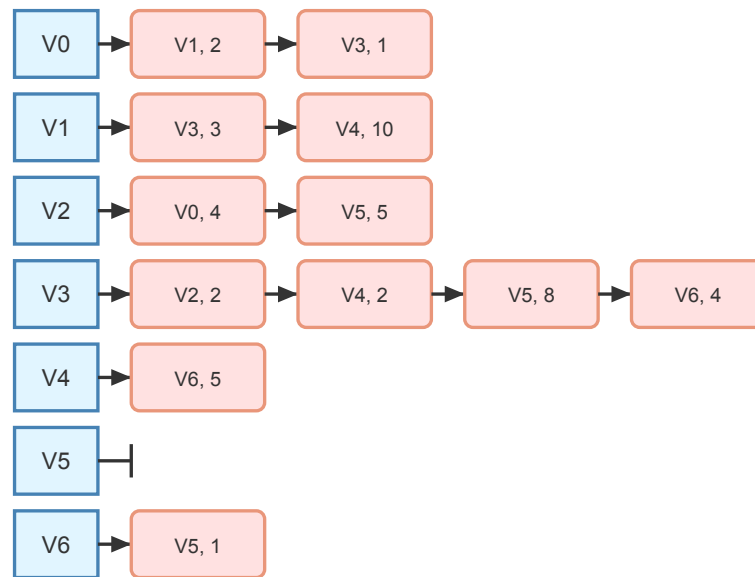 V0 V1, 2 V3, 1
V1 V3, 3 V4, 10
V2 V0, 4 V5, 5
V3 V2, 2 V4, 2 V5, 8 V6, 4
V4 V6, 5
V5
V6 V5, 1